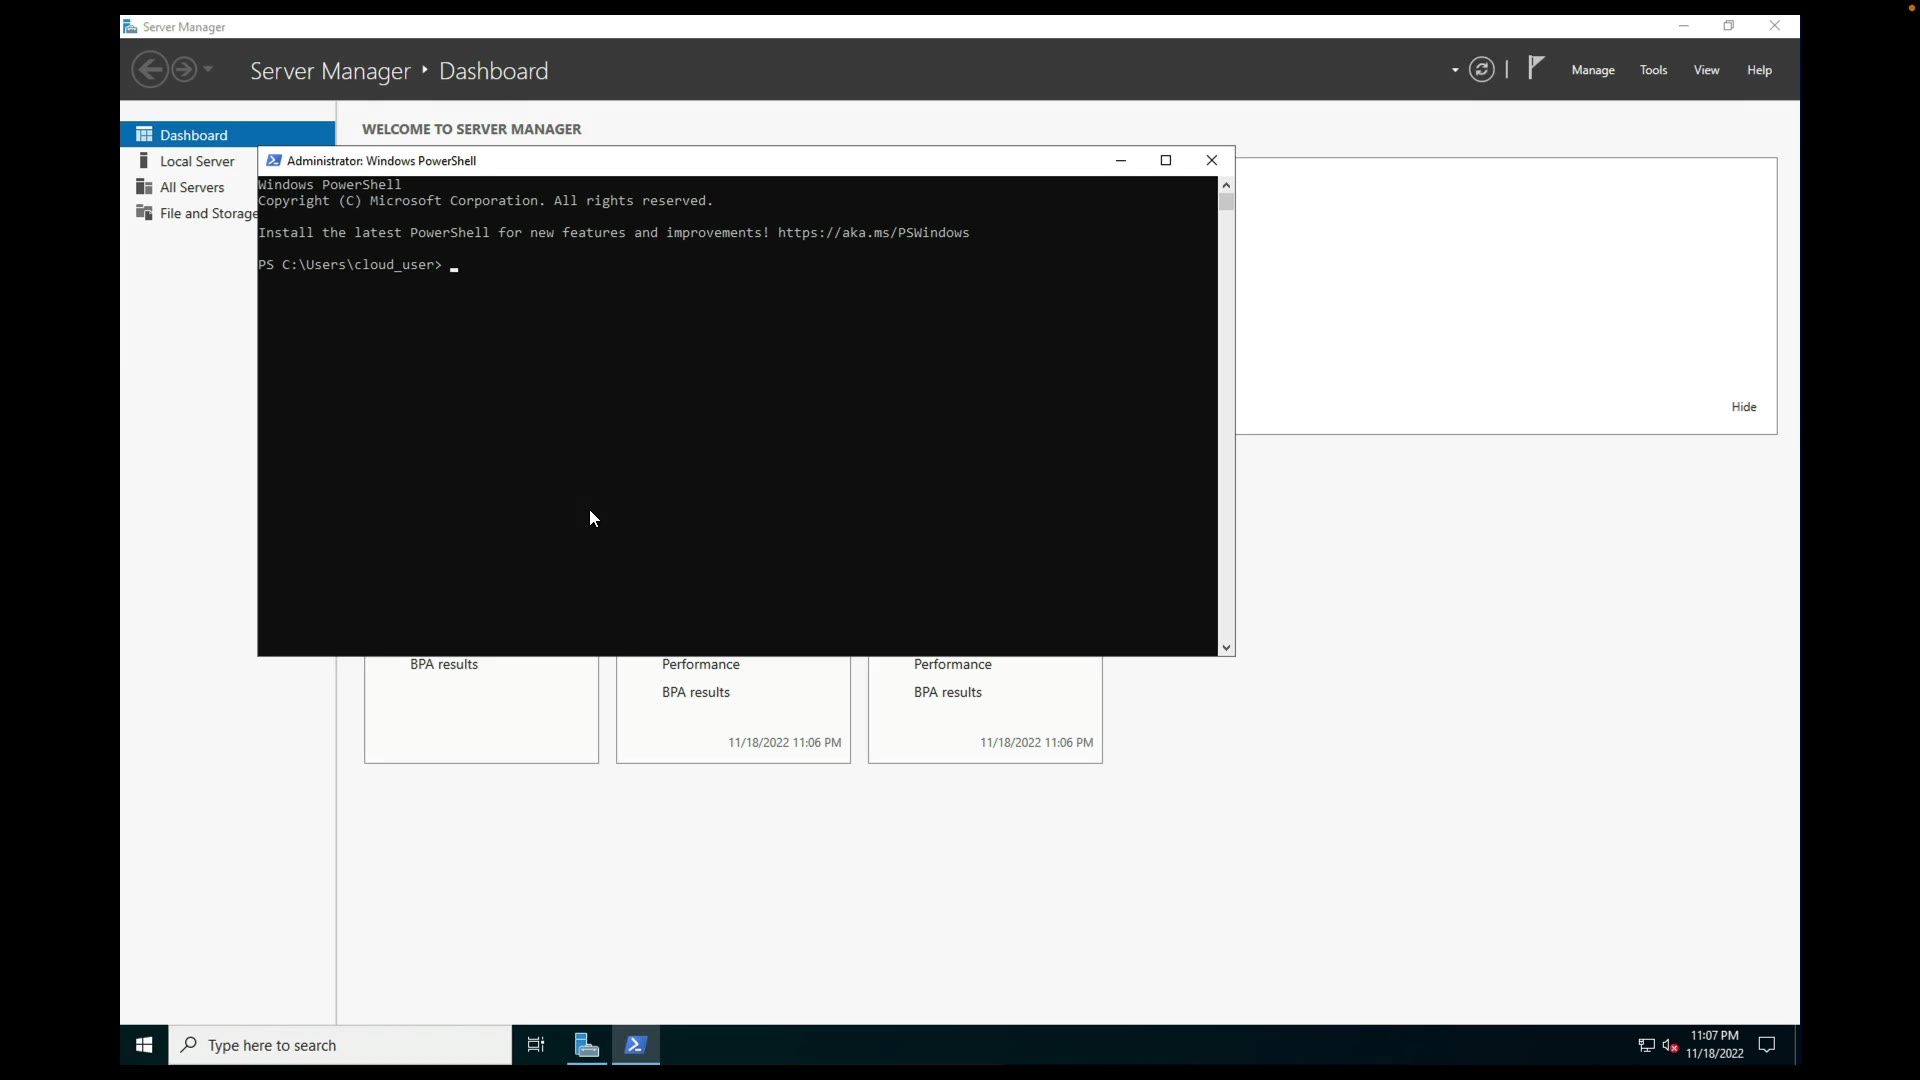 Server Manager
Server Manager ‣ Dashboard
Manage Tools View Help
Dashboard
Local Server
All Servers
File and Storage
WELCOME TO SERVER MANAGER
Administrator: Windows PowerShell
Windows PowerShell
Copyright (C) Microsoft Corporation. All rights reserved.
Install the latest PowerShell for new features and improvements! https://aka.ms/PSWindows
PS C:\Users\cloud_user>
Hide
BPA results
Performance
BPA results
11/18/2022 11:06 PM
Performance
BPA results
11/18/2022 11:06 PM
Type here to search
11:07 PM
11/18/2022